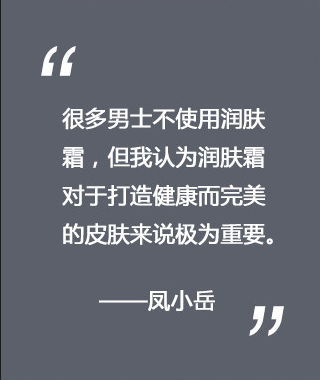 “
很多男士不使用润肤
霜，但我认为润肤霜
对于打造健康而完美
的皮肤来说极为重要。
——凤小岳
”